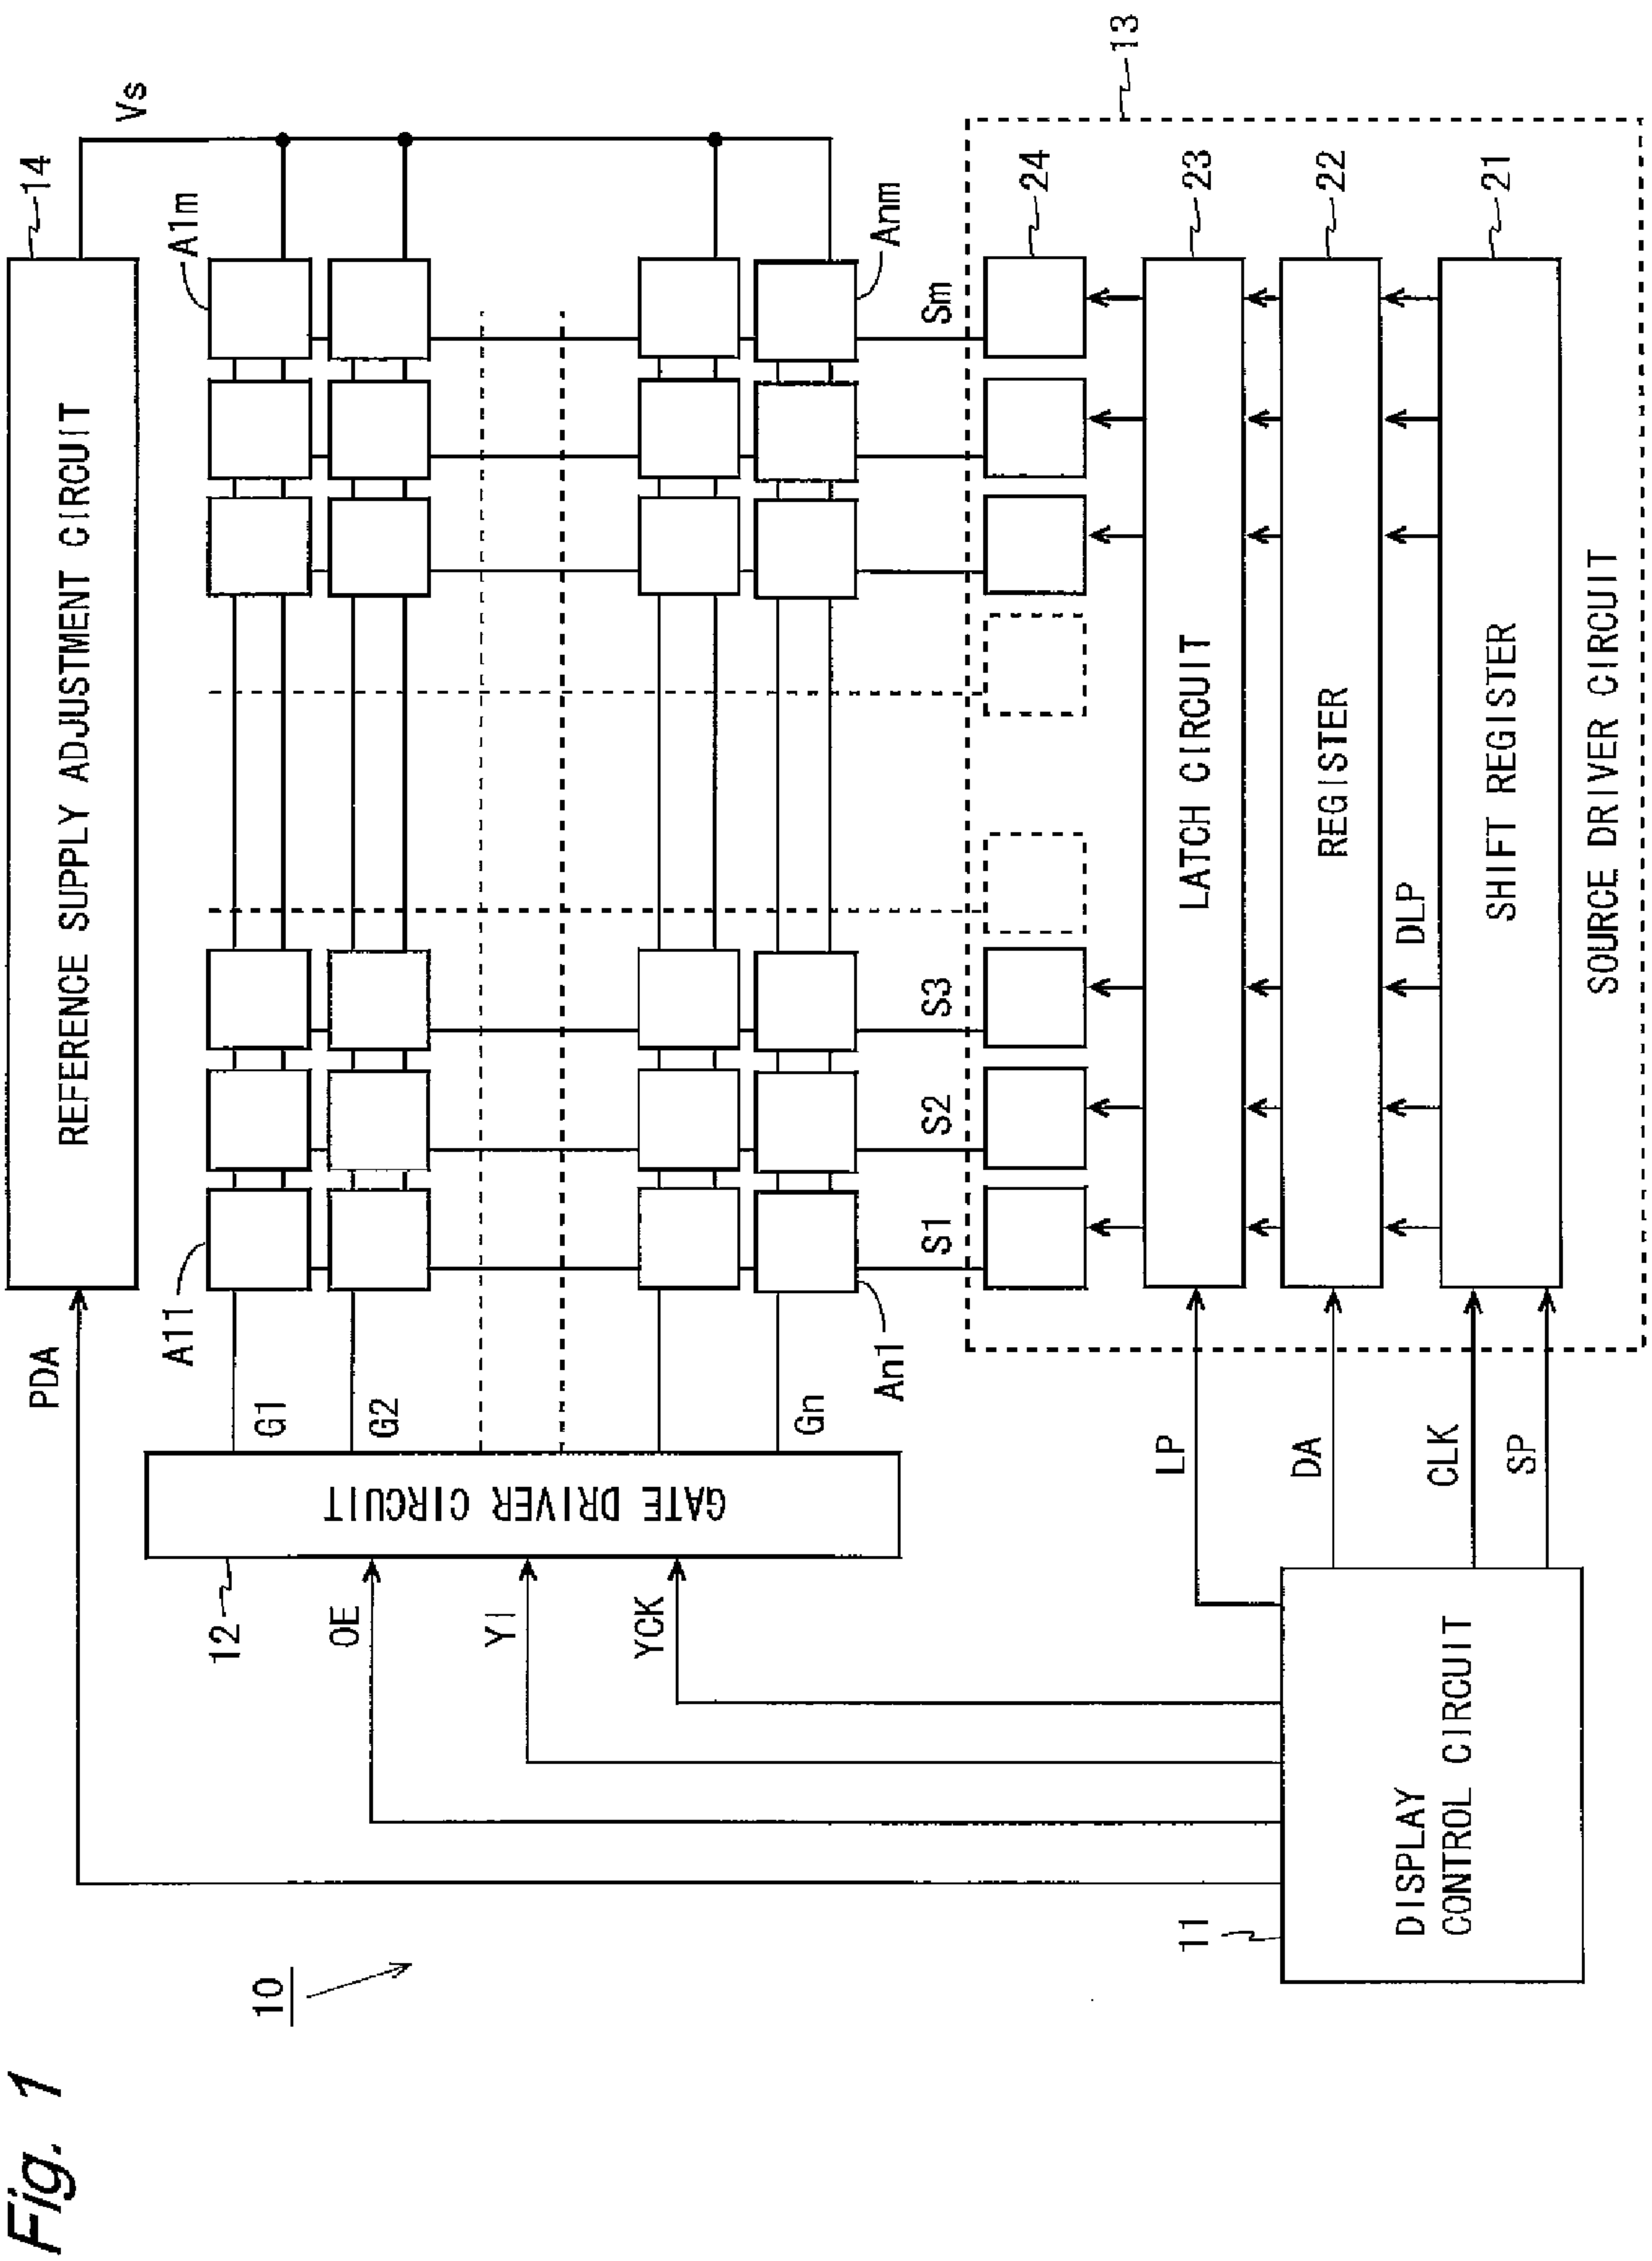 Fig. 1
10
REFERENCE SUPPLY ADJUSTMENT CIRCUIT
14
PDA
Vs
A11
A1m
G1
G2
Gn
An1
Anm
GATE DRIVER CIRCUIT
12
OE
YI
YCK
S1
S2
S3
Sm
13
24
LATCH CIRCUIT
23
LP
REGISTER
22
DA
DLP
SHIFT REGISTER
21
CLK
SP
SOURCE DRIVER CIRCUIT
11
DISPLAY
CONTROL CIRCUIT